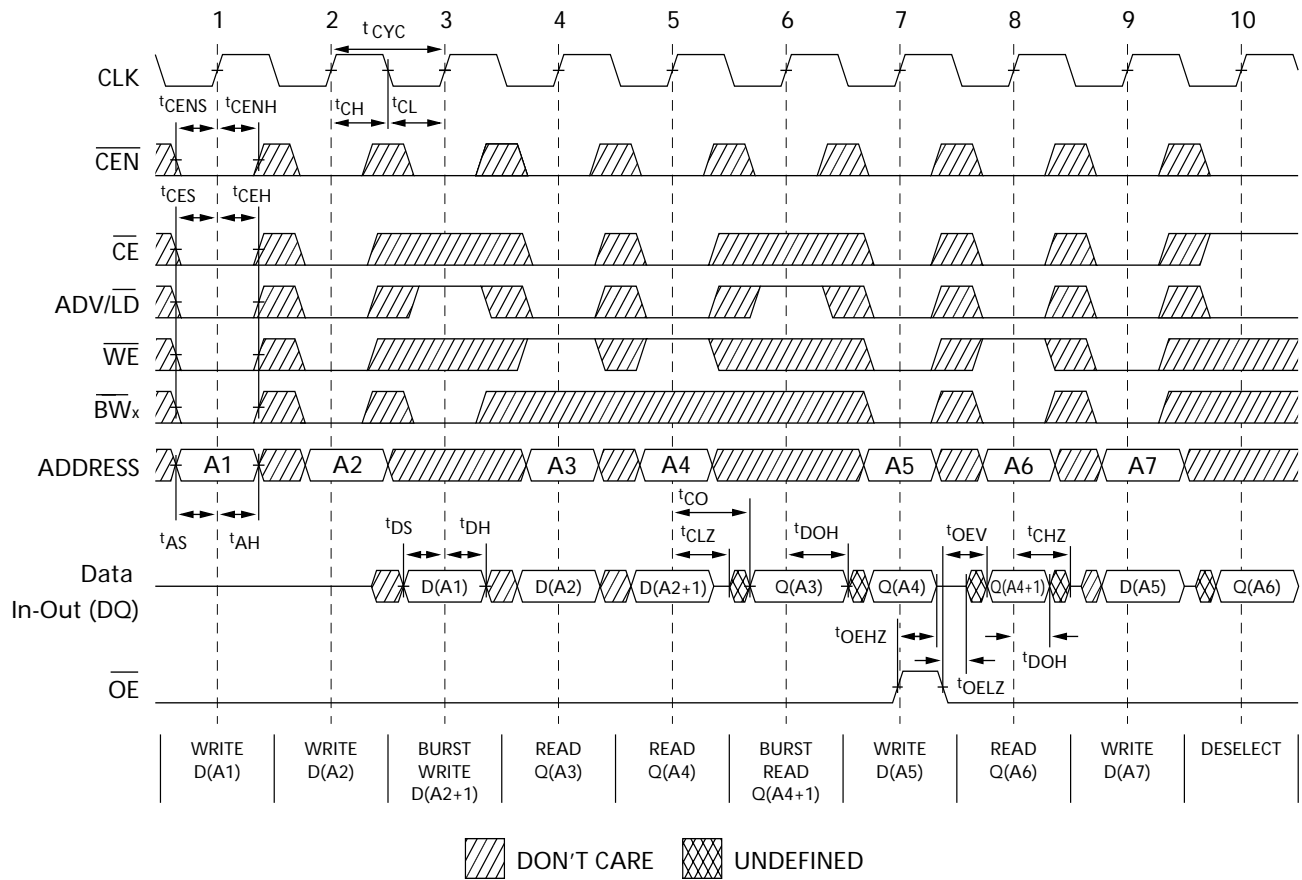 1 2 3 4 5 6 7 8 9 10
tCYC
CLK
tCENS tCENH tCH tCL
CEN
tCES tCEH
CE
ADV/LD
WE
BWx
ADDRESS A1 A2 A3 A4 A5 A6 A7
tCO
tDS tDH tCLZ tDOH tOEV tCHZ
tAS tAH
Data
In-Out (DQ)
D(A1) D(A2) D(A2+1) Q(A3) Q(A4) Q(A4+1) D(A5) Q(A6)
tOEHZ tDOH
tOELZ
OE
WRITE
D(A1)
WRITE
D(A2)
BURST
WRITE
D(A2+1)
READ
Q(A3)
READ
Q(A4)
BURST
READ
Q(A4+1)
WRITE
D(A5)
READ
Q(A6)
WRITE
D(A7)
DESELECT
DON'T CARE UNDEFINED